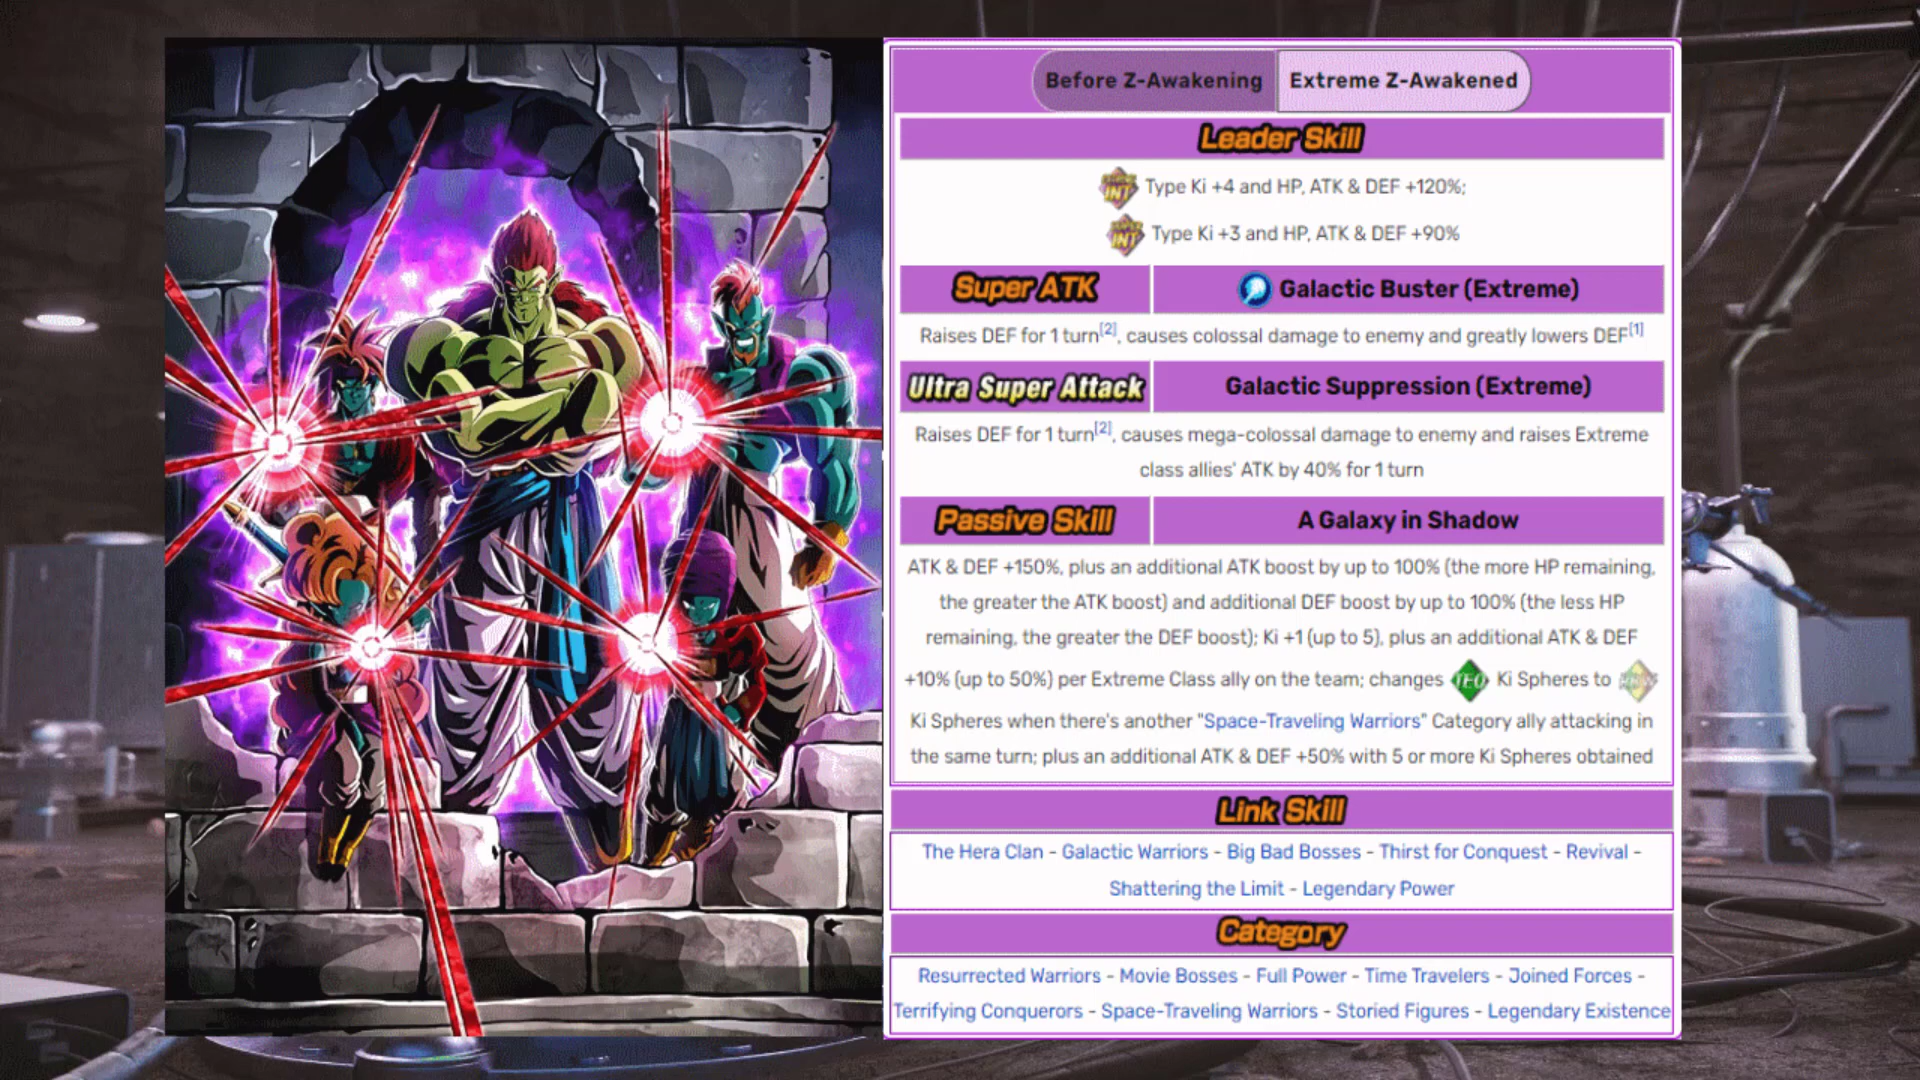 Before Z-Awakening Extreme Z-Awakened
Leader Skill
INT Type Ki +4 and HP, ATK & DEF +120%;
INT Type Ki +3 and HP, ATK & DEF +90%
Super ATK Galactic Buster (Extreme)
Raises DEF for 1 turn[2], causes colossal damage to enemy and greatly lowers DEF[1]
Ultra Super Attack Galactic Suppression (Extreme)
Raises DEF for 1 turn[2], causes mega-colossal damage to enemy and raises Extreme
class allies' ATK by 40% for 1 turn
Passive Skill A Galaxy in Shadow
ATK & DEF +150%, plus an additional ATK boost by up to 100% (the more HP remaining,
the greater the ATK boost) and additional DEF boost by up to 100% (the less HP
remaining, the greater the DEF boost); Ki +1 (up to 5), plus an additional ATK & DEF
+10% (up to 50%) per Extreme Class ally on the team; changes TEQ Ki Spheres to
Ki Spheres when there's another "Space-Traveling Warriors" Category ally attacking in
the same turn; plus an additional ATK & DEF +50% with 5 or more Ki Spheres obtained
Link Skill
The Hera Clan - Galactic Warriors - Big Bad Bosses - Thirst for Conquest - Revival -
Shattering the Limit - Legendary Power
Category
Resurrected Warriors - Movie Bosses - Full Power - Time Travelers - Joined Forces -
Terrifying Conquerors - Space-Traveling Warriors - Storied Figures - Legendary Existence